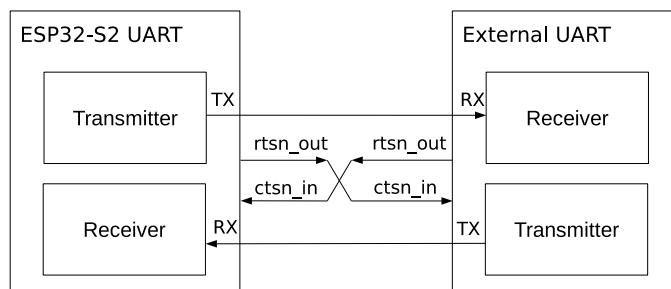 ESP32-S2 UART
External UART
Transmitter
TX
RX
Receiver
rtsn_out
rtsn_out
ctsn_in
ctsn_in
Receiver
RX
TX
Transmitter